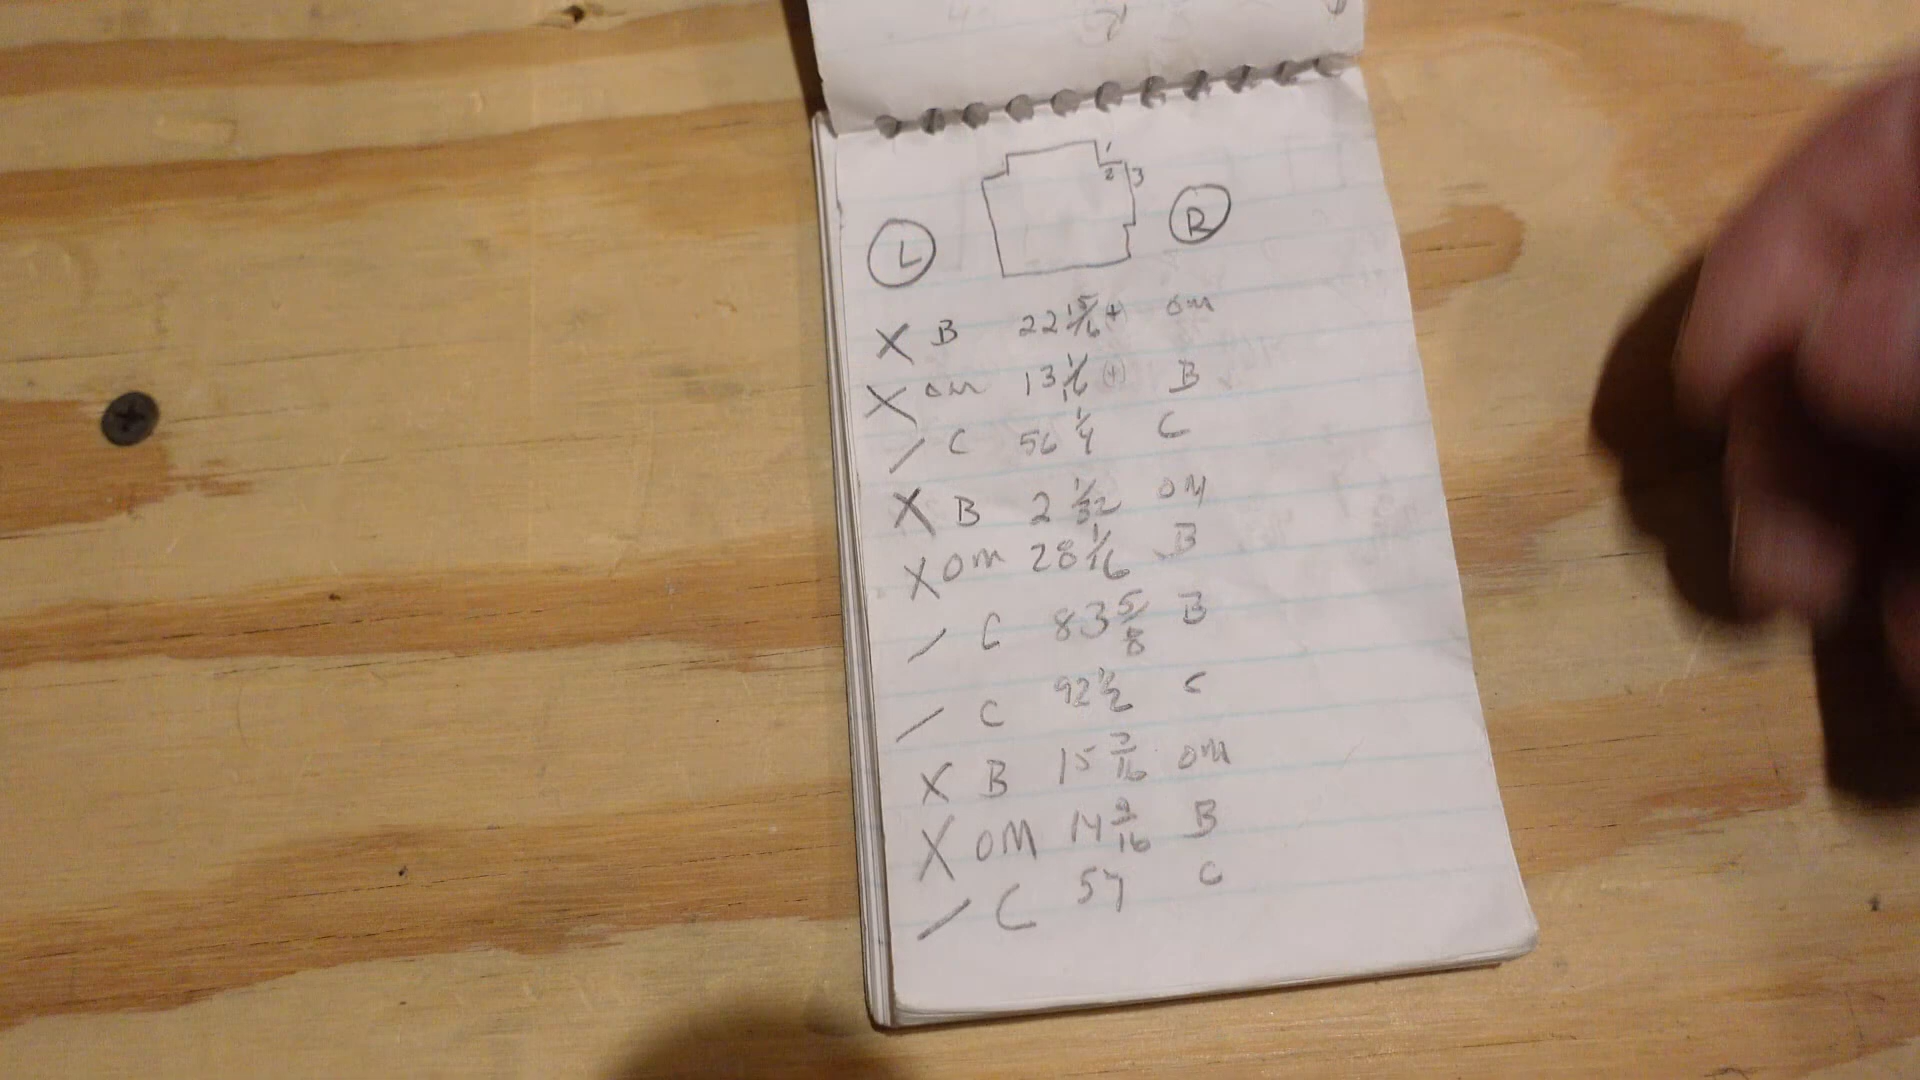 1
2 3
L R
X B 22 15/16 + om
X om 13 1/16 (+) B
/ C 56 1/4 C
X B 2 1/32 OM
X OM 28 1/16 B
/ C 83 5/8 B
/ C 92 1/2 C
X B 15 3/16 OM
X OM 14 9/16 B
/ C 57 C